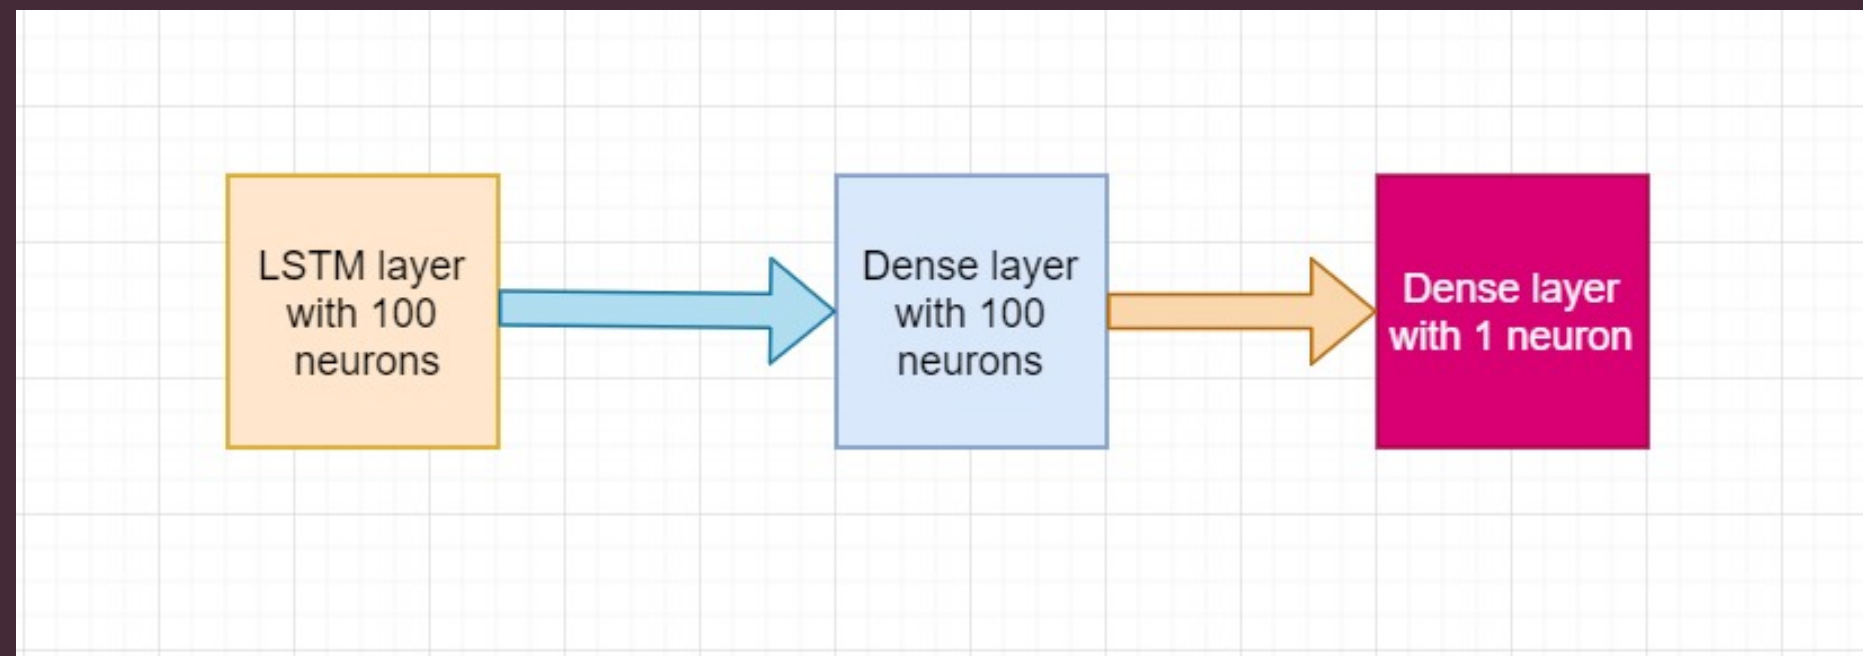 LSTM layer
with 100
neurons
Dense layer
with 100
neurons
Dense layer
with 1 neuron